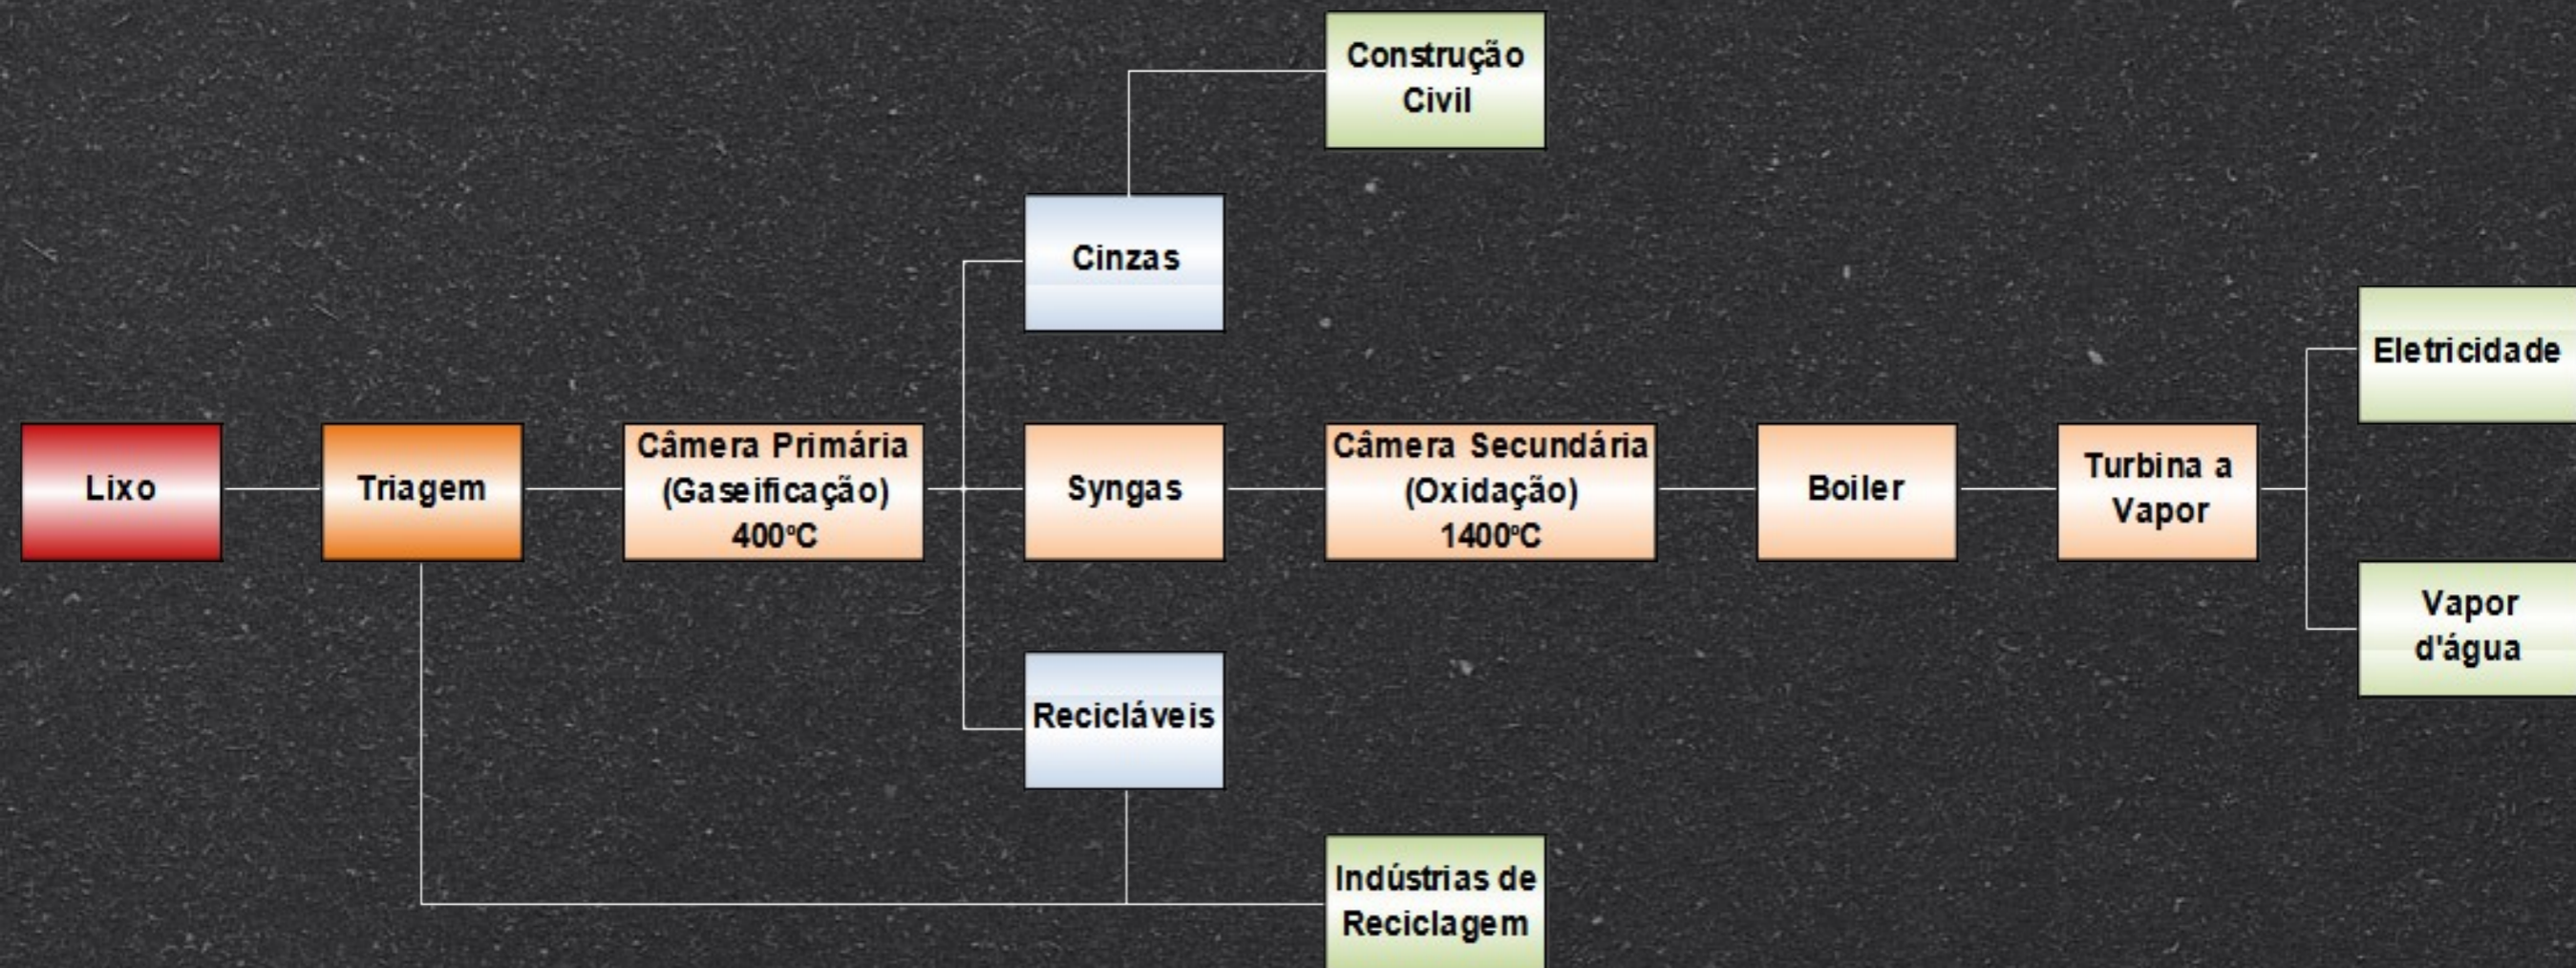 Construção
Civil
Cinzas
Eletricidade
Lixo
Triagem
Câmera Primária
(Gaseificação)
400ºC
Syngas
Câmera Secundária
(Oxidação)
1400ºC
Boiler
Turbina a
Vapor
Vapor
d'água
Recicláveis
Indústrias de
Reciclagem